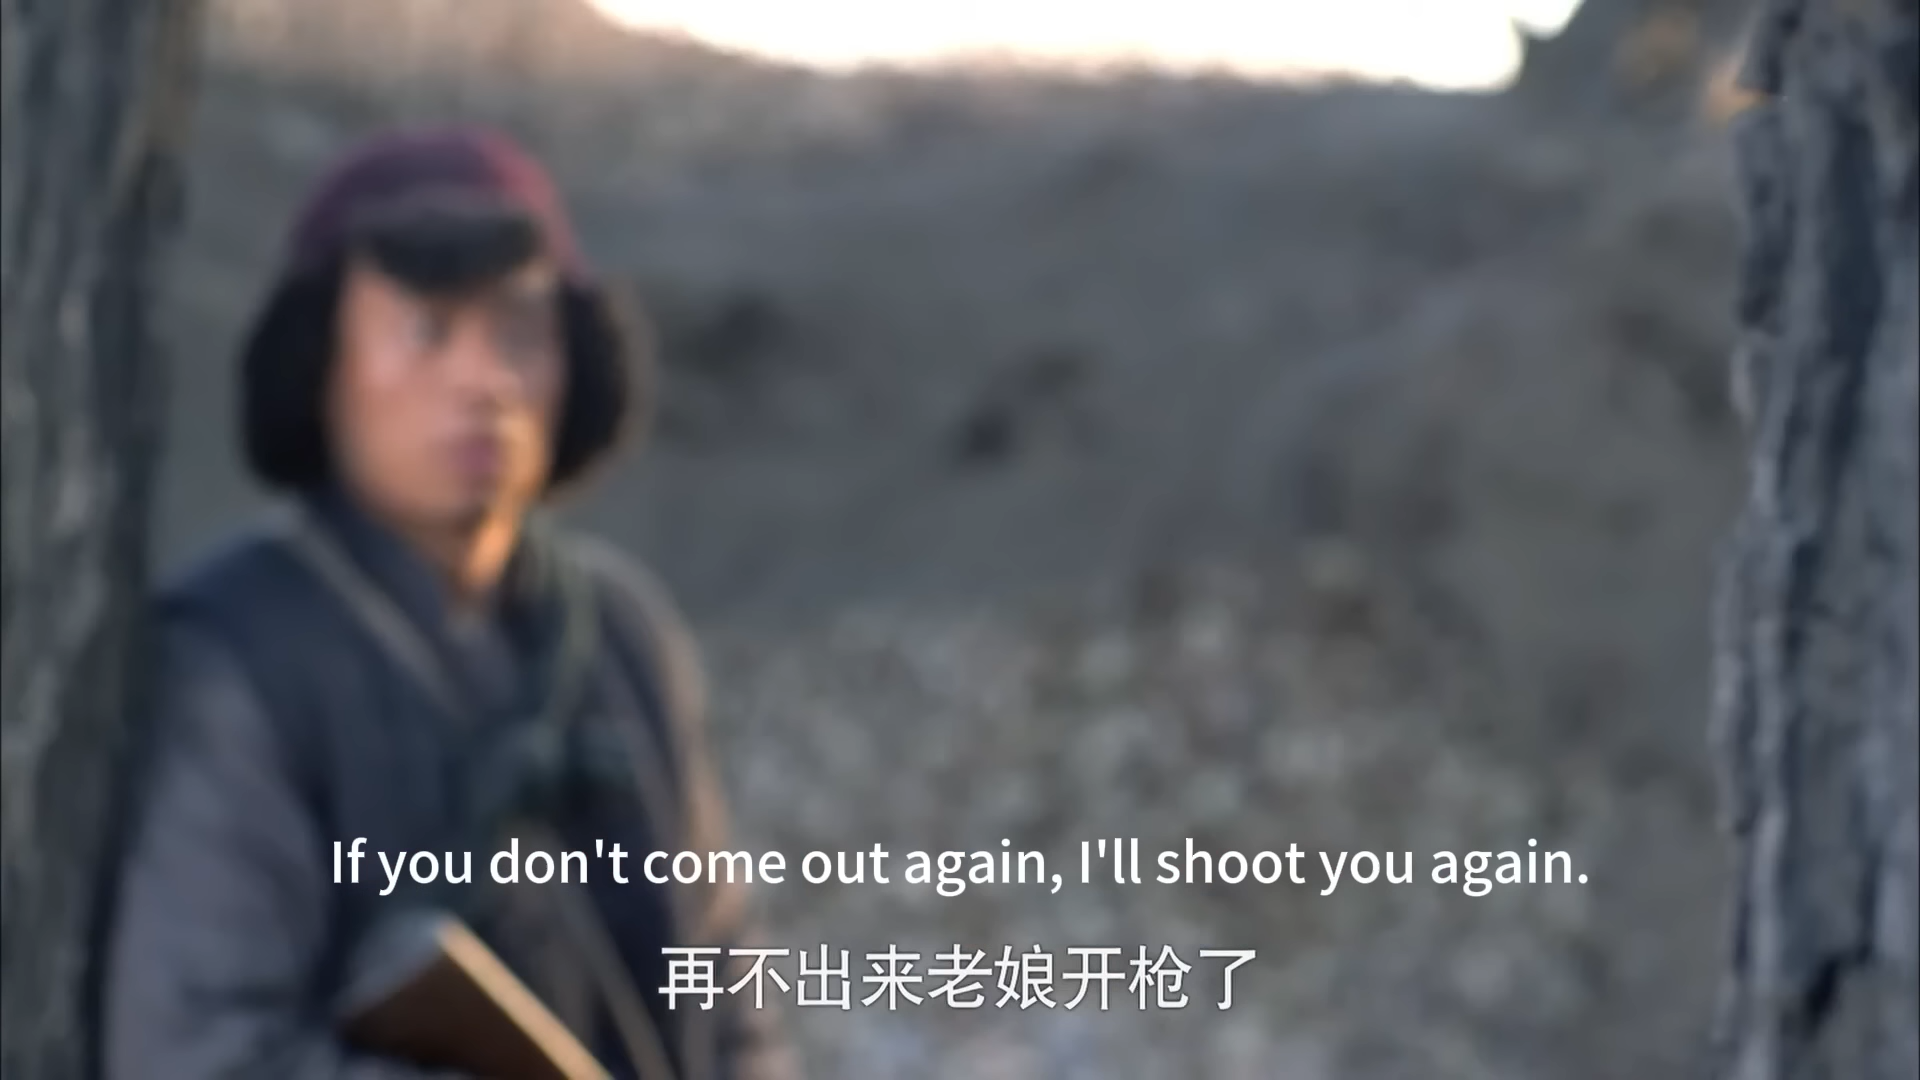 If you don't come out again, I'll shoot you again.
再不出来老娘开枪了